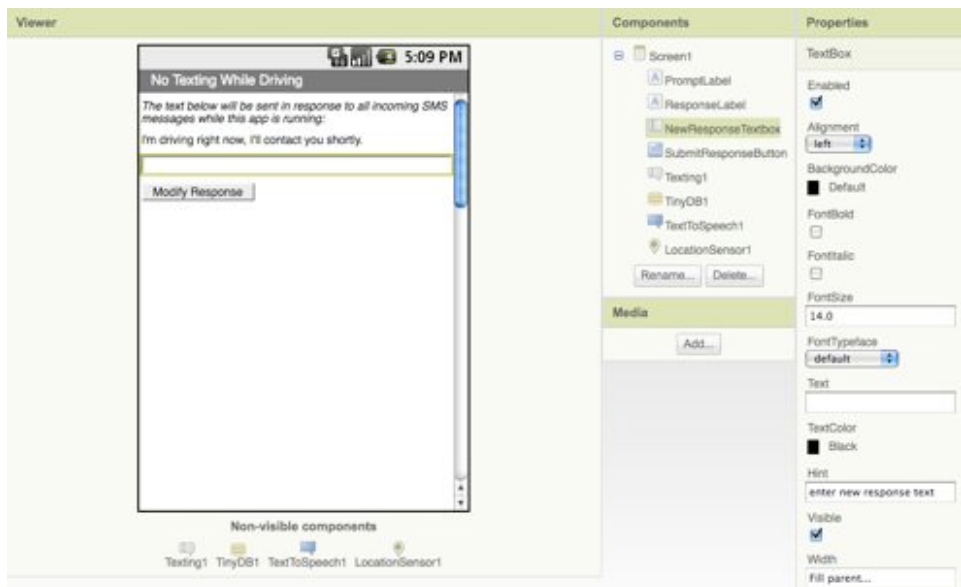 Viewer
5:09 PM
No Texting While Driving
The text below will be sent in response to all incoming SMS
messages while this app is running:
I'm driving right now, I'll contact you shortly.
Modify Response
Non-visible components
Texting1 TinyDB1 TextToSpeech1 LocationSensor1
Components
Screen1
PromptLabel
ResponseLabel
NewResponseTextbox
SubmitResponseButton
Texting1
TinyDB1
TextToSpeech1
LocationSensor1
Rename... Delete...
Media
Add...
Properties
TextBox
Enabled
Alignment
left
BackgroundColor
Default
FontBold
FontItalic
FontSize
14.0
FontTypeface
default
Text
TextColor
Black
Hint
enter new response text
Visible
Width
Fill parent...